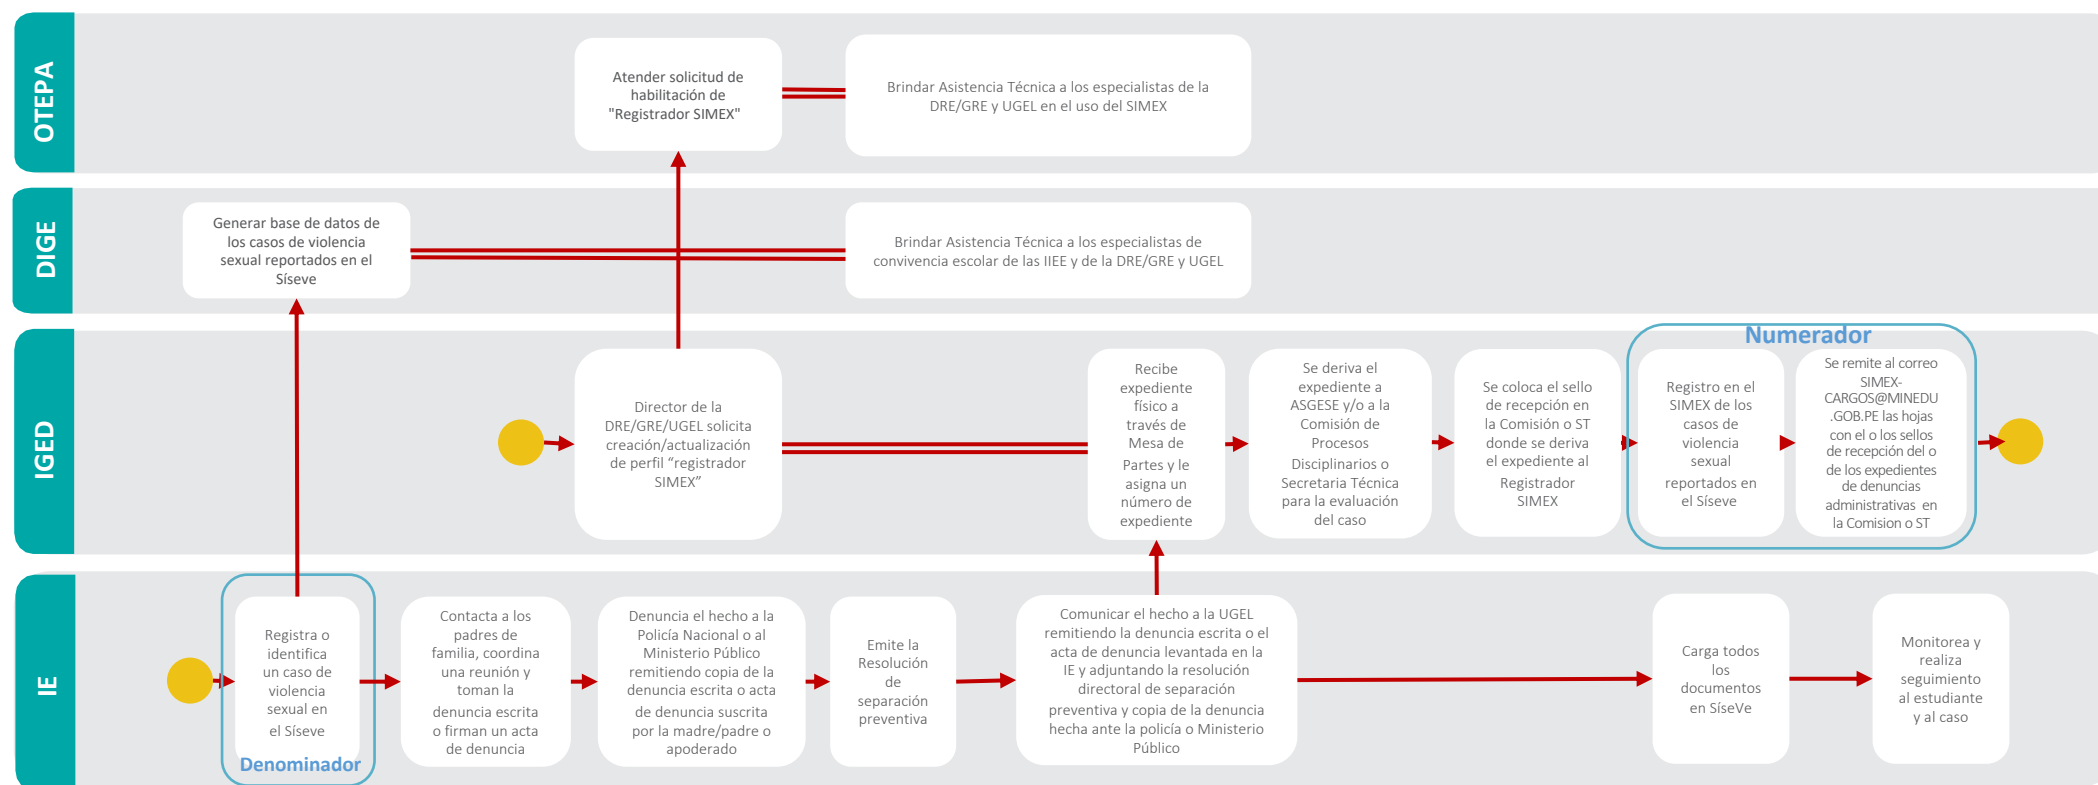 OTEPA
Atender solicitud de
habilitación de
"Registrador SIMEX"
Brindar Asistencia Técnica a los especialistas de la
DRE/GRE y UGEL en el uso del SIMEX
DIGE
Generar base de datos de
los casos de violencia
sexual reportados en el
Síseve
Brindar Asistencia Técnica a los especialistas de
convivencia escolar de las IIEE y de la DRE/GRE y UGEL
IGED
Director de la
DRE/GRE/UGEL solicita
creación/actualización
de perfil “registrador
SIMEX”
Recibe
expediente
físico a
través de
Mesa de
Partes y le
asigna un
número de
expediente
Se deriva el
expediente a
ASGESE y/o a la
Comisión de
Procesos
Disciplinarios o
Secretaria Técnica
para la evaluación
del caso
Se coloca el sello
de recepción en
la Comisión o ST
donde se deriva
el expediente al
Registrador
SIMEX
Numerador
Registro en el
SIMEX de los
casos de
violencia
sexual
reportados en
el Síseve
Se remite al correo
SIMEX-
CARGOS@MINEDU
.GOB.PE las hojas
con el o los sellos
de recepción del o
de los expedientes
de denuncias
administrativas en
la Comision o ST
IE
Registra o
identifica
un caso de
violencia
sexual en
el Síseve
Denominador
Contacta a los
padres de
familia, coordina
una reunión y
toman la
denuncia escrita
o firman un acta
de denuncia
Denuncia el hecho a la
Policía Nacional o al
Ministerio Público
remitiendo copia de la
denuncia escrita o acta
de denuncia suscrita
por la madre/padre o
apoderado
Emite la
Resolución
de
separación
preventiva
Comunicar el hecho a la UGEL
remitiendo la denuncia escrita o el
acta de denuncia levantada en la
IE y adjuntando la resolución
directoral de separación
preventiva y copia de la denuncia
hecha ante la policía o Ministerio
Público
Carga todos
los
documentos
en SíseVe
Monitorea y
realiza
seguimiento
al estudiante
y al caso